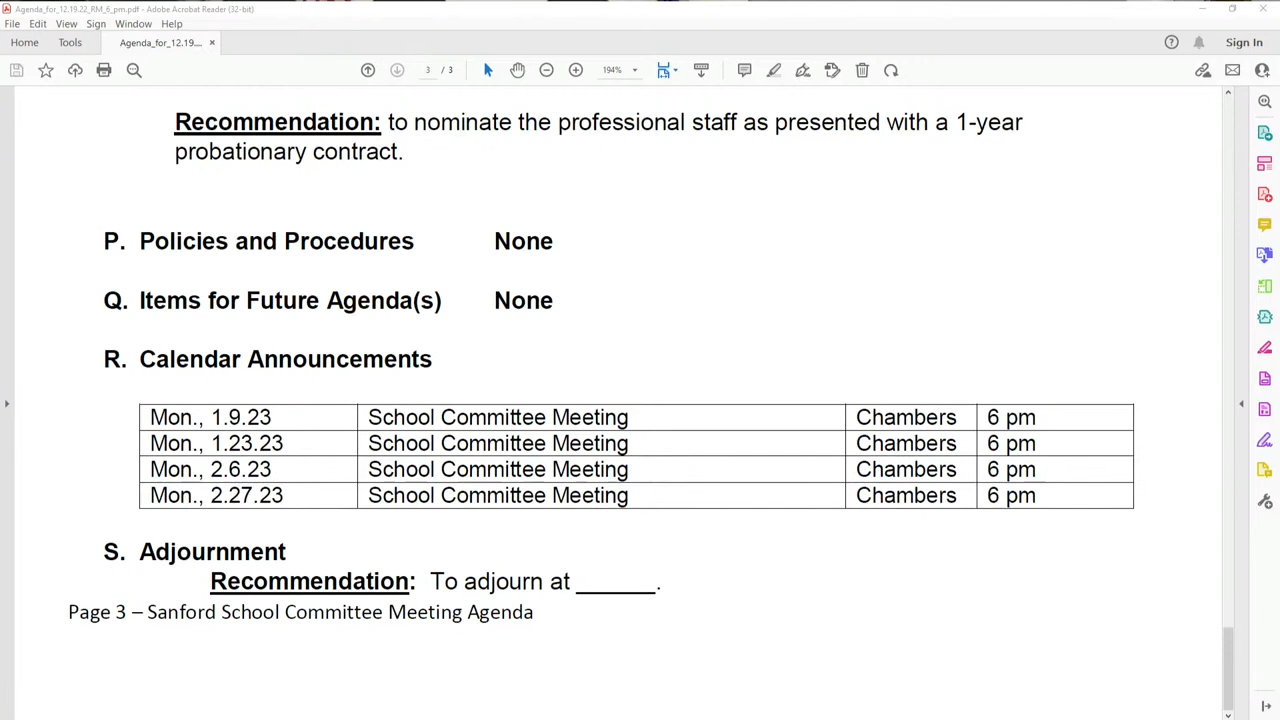 Agenda_for_12.19.22_RM_6_pm.pdf - Adobe Acrobat Reader (32-bit)
File Edit View Sign Window Help
Home Tools Agenda_for_12.19.... × Sign In
3 / 3 194%
Recommendation: to nominate the professional staff as presented with a 1-year
probationary contract.
P. Policies and Procedures None
Q. Items for Future Agenda(s) None
R. Calendar Announcements
Mon., 1.9.23 School Committee Meeting Chambers 6 pm
Mon., 1.23.23 School Committee Meeting Chambers 6 pm
Mon., 2.6.23 School Committee Meeting Chambers 6 pm
Mon., 2.27.23 School Committee Meeting Chambers 6 pm
S. Adjournment
Recommendation: To adjourn at ______.
Page 3 – Sanford School Committee Meeting Agenda